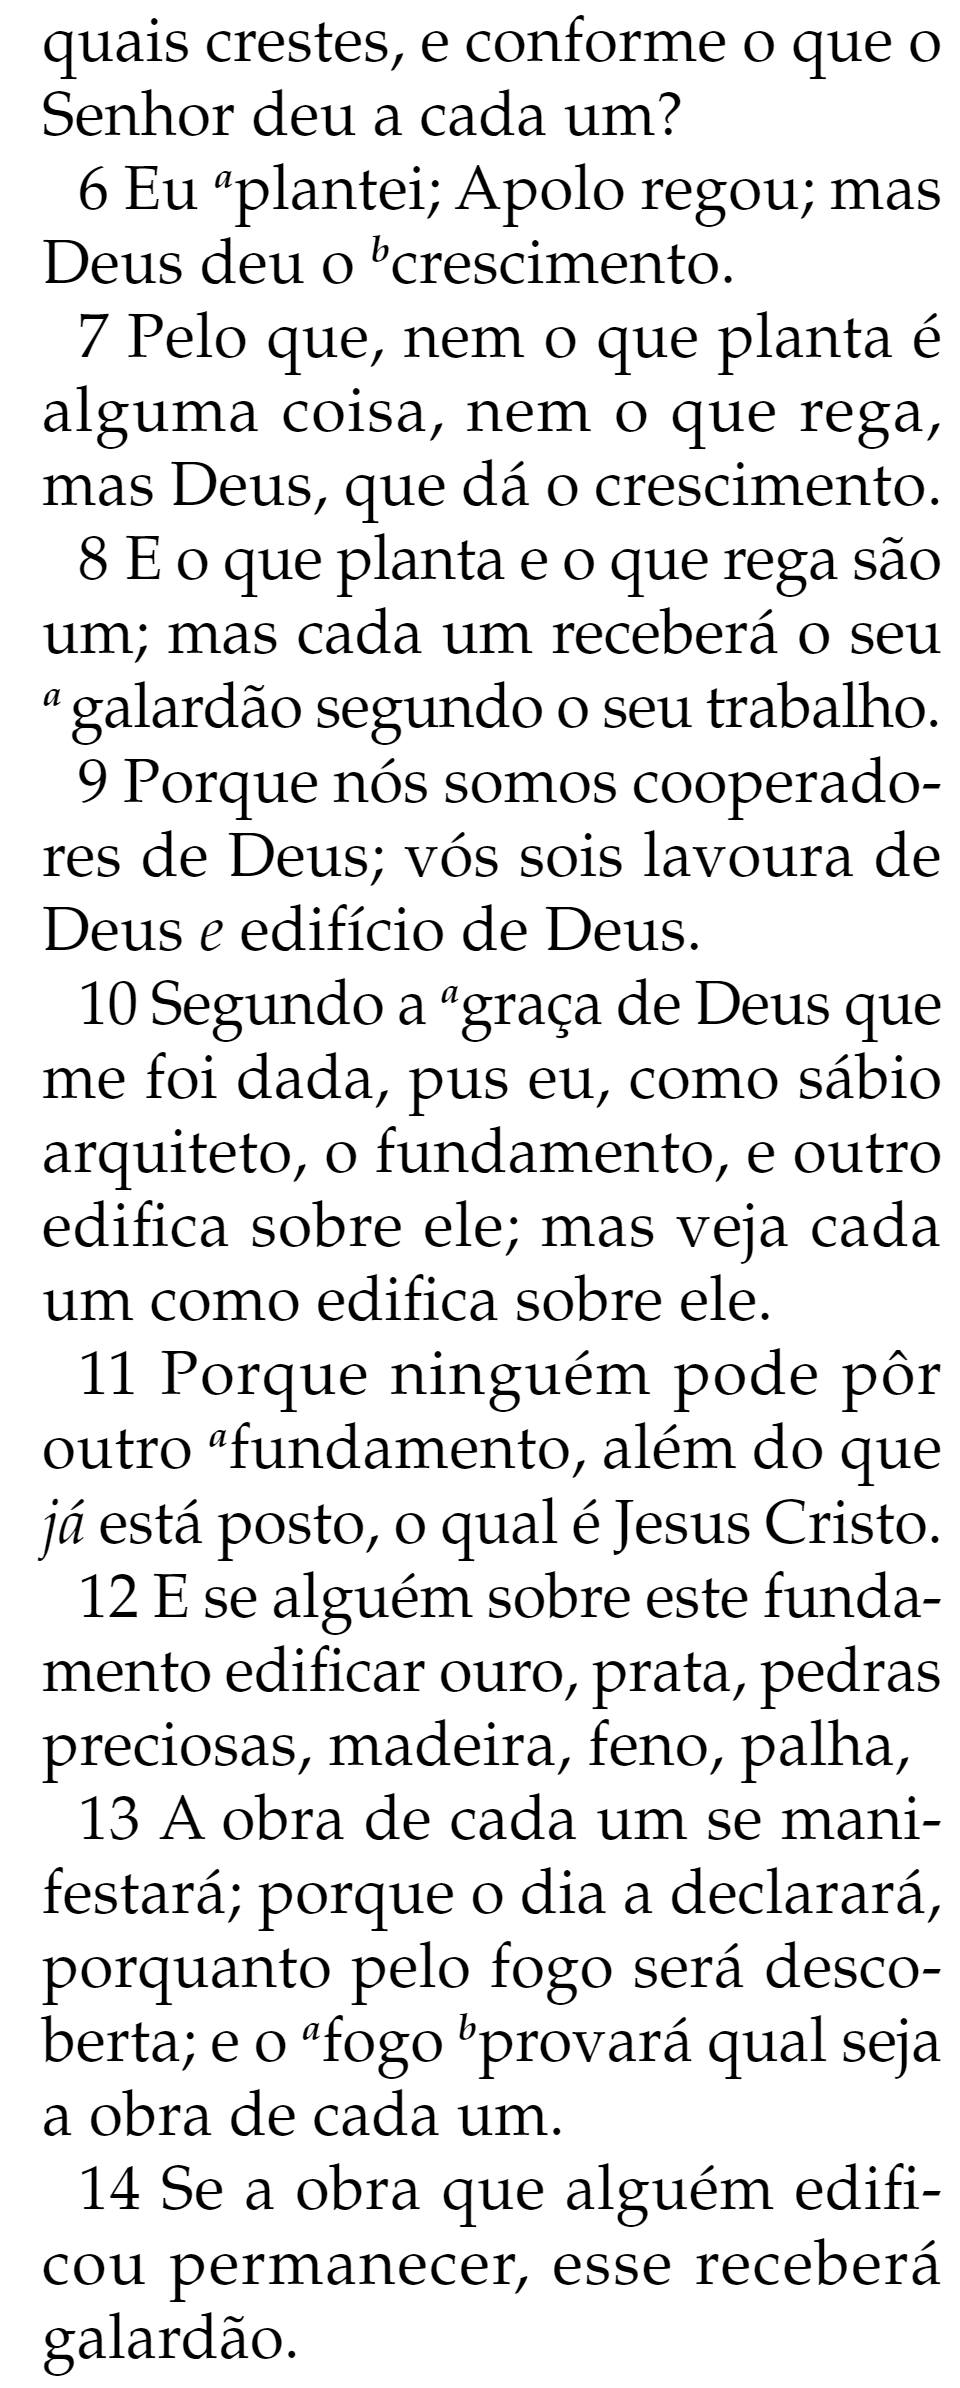 quais crestes, e conforme o que o
Senhor deu a cada um?
6 Eu ᵃplantei; Apolo regou; mas
Deus deu o ᵇcrescimento.
7 Pelo que, nem o que planta é
alguma coisa, nem o que rega,
mas Deus, que dá o crescimento.
8 E o que planta e o que rega são
um; mas cada um receberá o seu
ᵃ galardão segundo o seu trabalho.
9 Porque nós somos cooperado-
res de Deus; vós sois lavoura de
Deus e edifício de Deus.
10 Segundo a ᵃgraça de Deus que
me foi dada, pus eu, como sábio
arquiteto, o fundamento, e outro
edifica sobre ele; mas veja cada
um como edifica sobre ele.
11 Porque ninguém pode pôr
outro ᵃfundamento, além do que
já está posto, o qual é Jesus Cristo.
12 E se alguém sobre este funda-
mento edificar ouro, prata, pedras
preciosas, madeira, feno, palha,
13 A obra de cada um se mani-
festará; porque o dia a declarará,
porquanto pelo fogo será desco-
berta; e o ᵃfogo ᵇprovará qual seja
a obra de cada um.
14 Se a obra que alguém edifi-
cou permanecer, esse receberá
galardão.